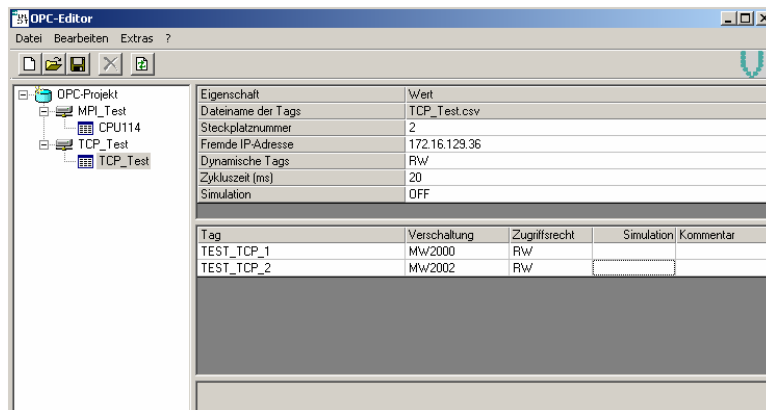 OPC-Editor
Datei Bearbeiten Extras ?
OPC-Projekt
MPI_Test
CPU114
TCP_Test
TCP_Test
Eigenschaft Wert
Dateiname der Tags TCP_Test.csv
Steckplatznummer 2
Fremde IP-Adresse 172.16.129.36
Dynamische Tags RW
Zykluszeit (ms) 20
Simulation OFF
Tag Verschaltung Zugriffsrecht Simulation Kommentar
TEST_TCP_1 MW2000 RW
TEST_TCP_2 MW2002 RW